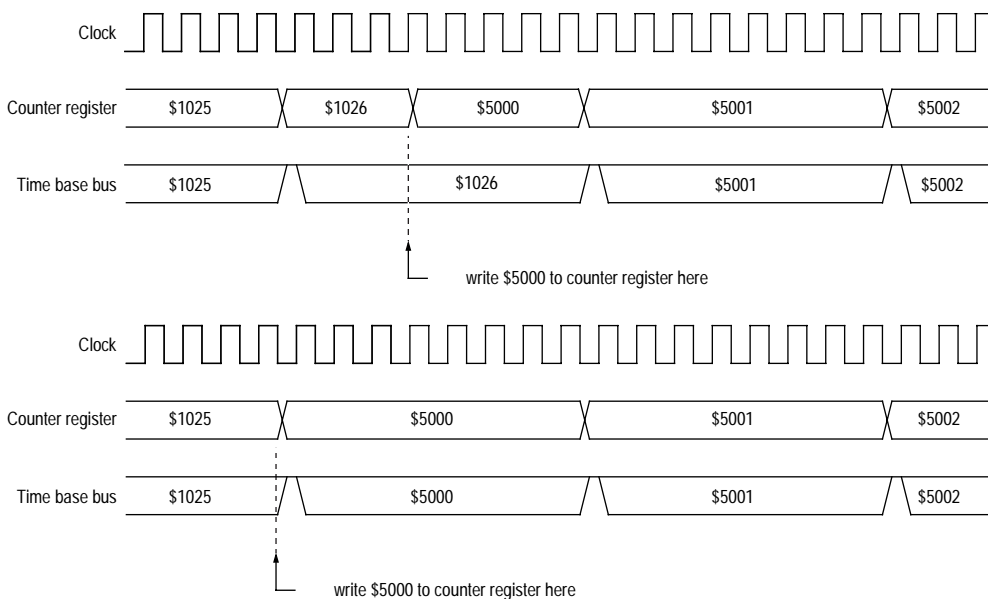 Clock
Counter register $1025 $1026 $5000 $5001 $5002
Time base bus $1025 $1026 $5001 $5002
write $5000 to counter register here
Clock
Counter register $1025 $5000 $5001 $5002
Time base bus $1025 $5000 $5001 $5002
write $5000 to counter register here